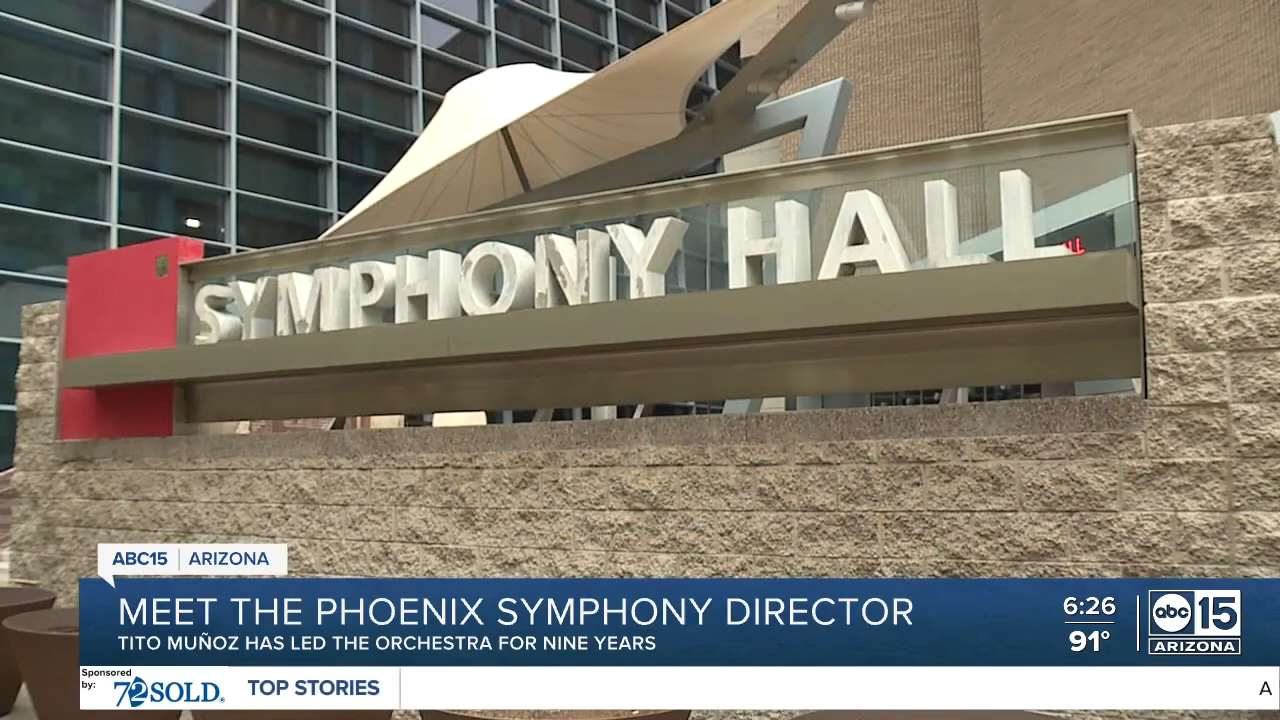 SYMPHONY HALL
ABC15 | ARIZONA
MEET THE PHOENIX SYMPHONY DIRECTOR
TITO MUÑOZ HAS LED THE ORCHESTRA FOR NINE YEARS
6:26
91°
abc 15
ARIZONA
Sponsored
by:
72SOLD.
TOP STORIES
A